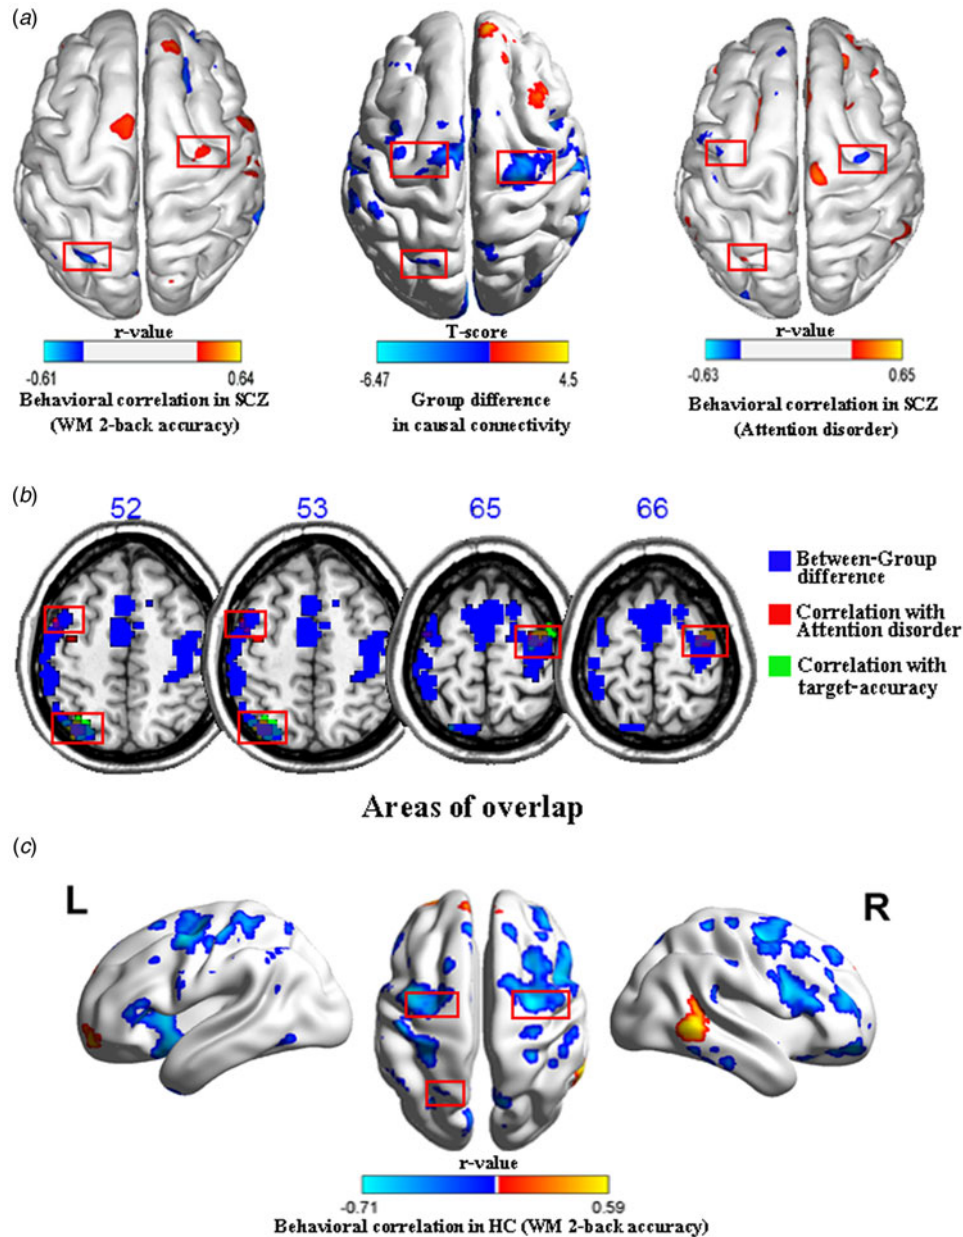 (a)
r-value
-0.61 0.64
Behavioral correlation in SCZ
(WM 2-back accuracy)
T-score
-6.47 4.5
Group difference
in causal connectivity
r-value
-0.63 0.65
Behavioral correlation in SCZ
(Attention disorder)
(b)
52 53 65 66
Between-Group
difference
Correlation with
Attention disorder
Correlation with
target-accuracy
Areas of overlap
(c)
L R
r-value
-0.71 0.59
Behavioral correlation in HC (WM 2-back accuracy)